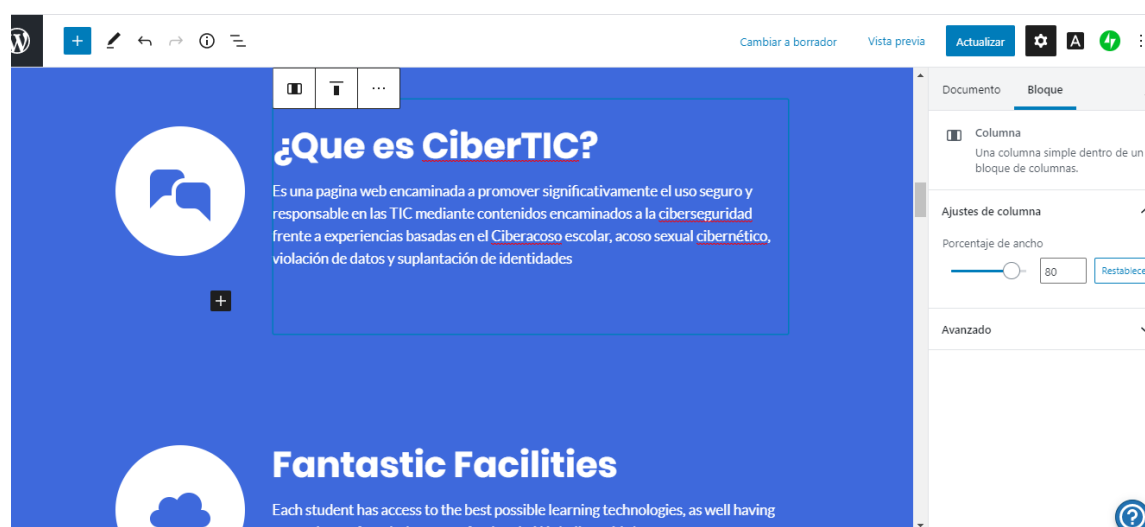 Cambiar a borrador
Vista previa
Actualizar
¿Que es CiberTIC?
Es una pagina web encaminada a promover significativamente el uso seguro y
responsable en las TIC mediante contenidos encaminados a la ciberseguridad
frente a experiencias basadas en el Ciberacoso escolar, acoso sexual cibernético,
violación de datos y suplantación de identidades
Fantastic Facilities
Each student has access to the best possible learning technologies, as well having
Documento
Bloque
Columna
Una columna simple dentro de un
bloque de columnas.
Ajustes de columna
Porcentaje de ancho
80
Restablece
Avanzado